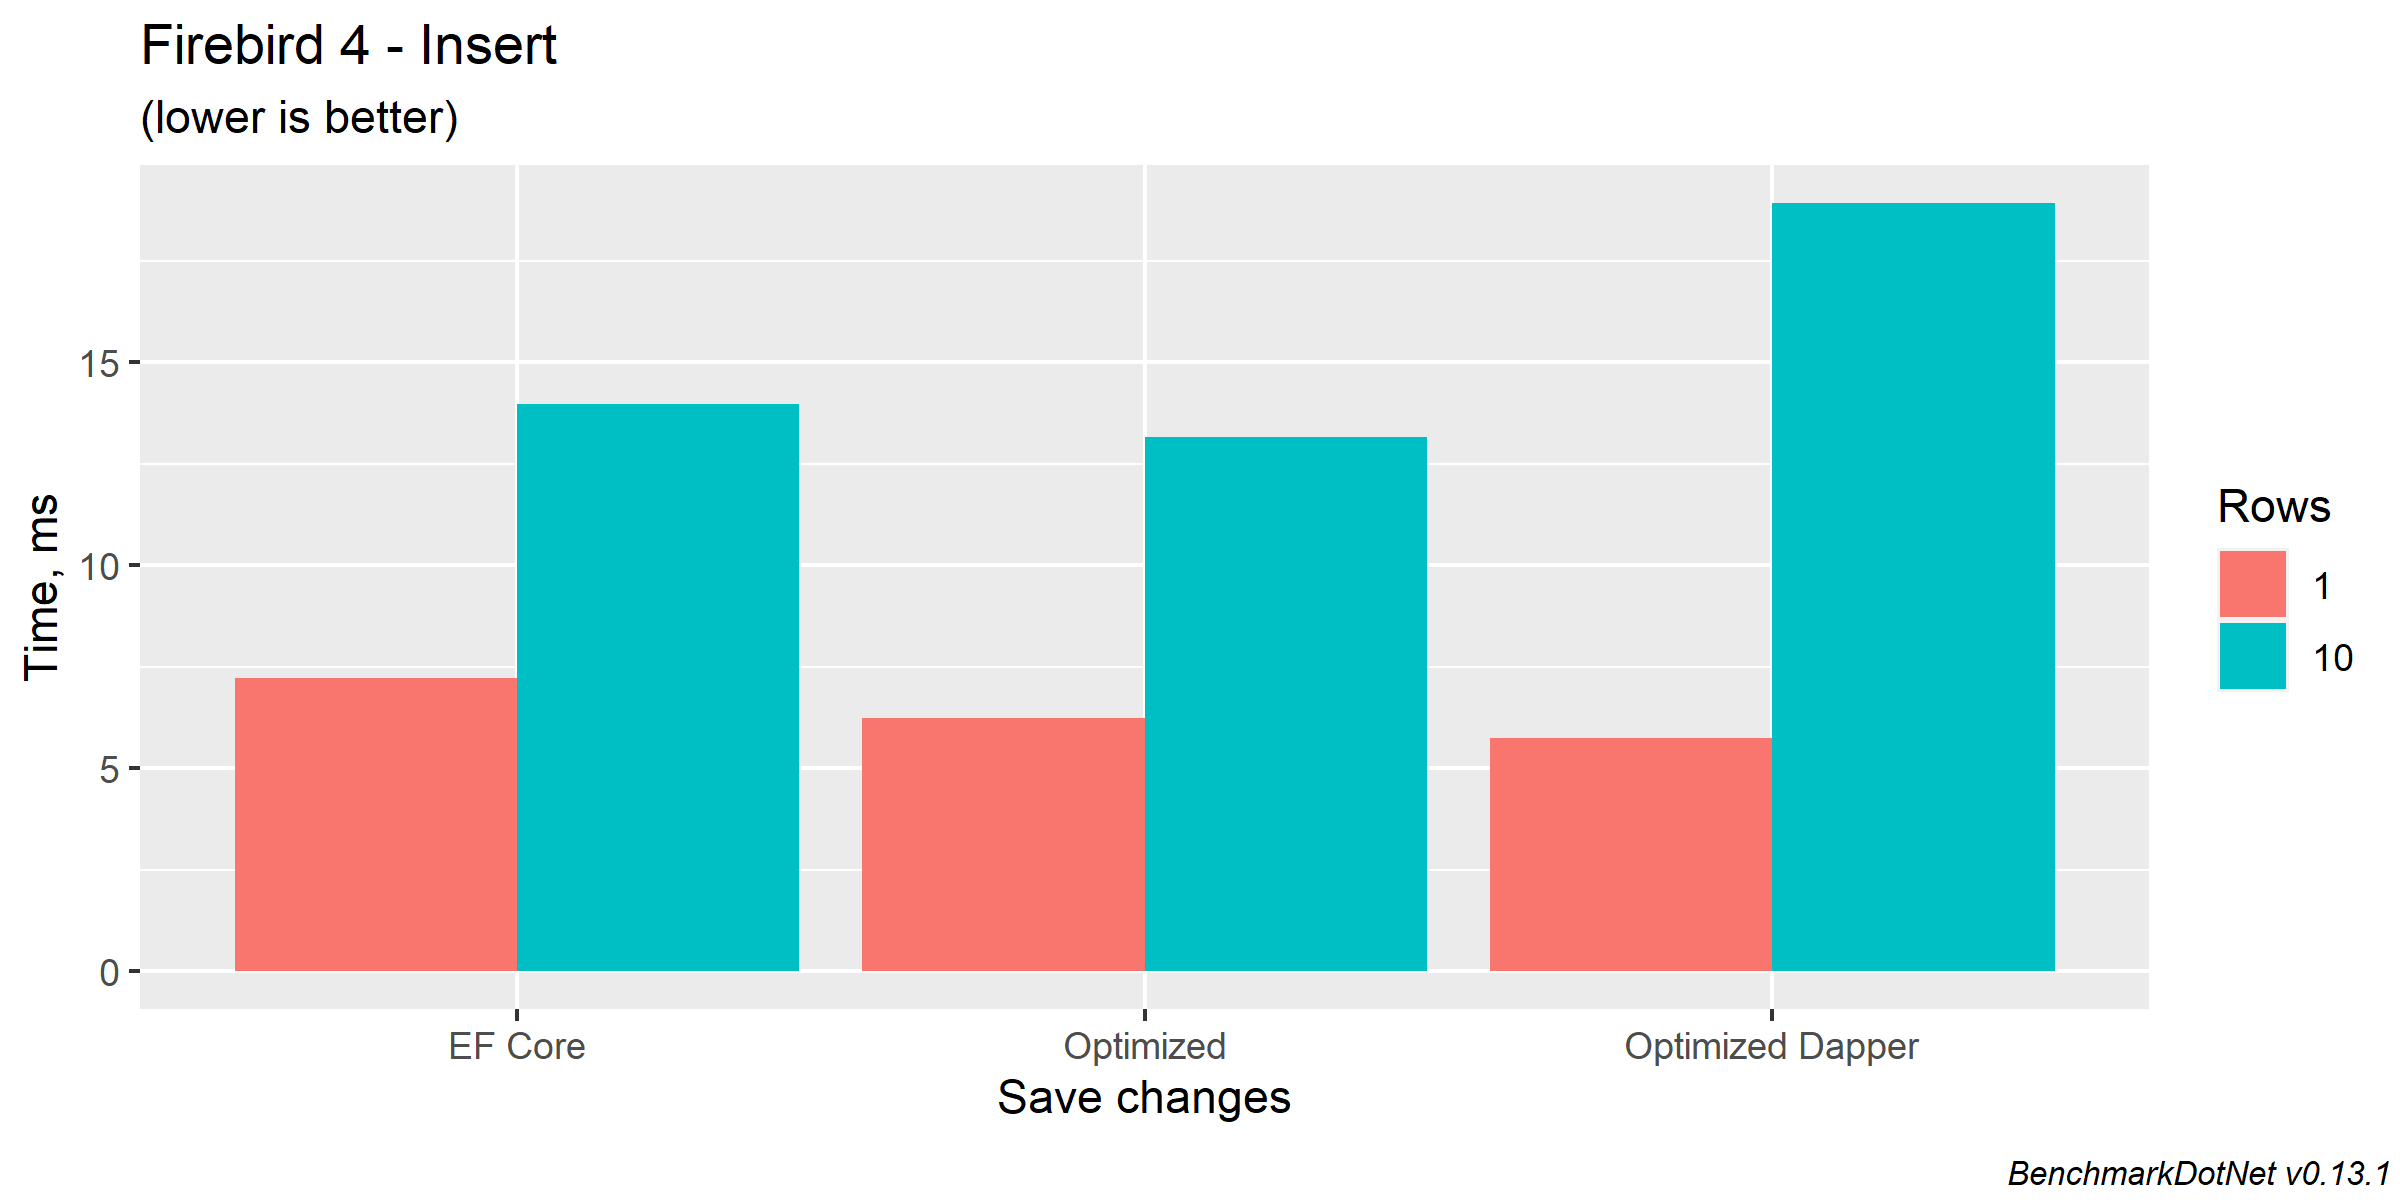 Firebird 4 - Insert
(lower is better)
Time, ms
15
10
5
0
EF Core
Optimized
Optimized Dapper
Save changes
Rows
1
10
BenchmarkDotNet v0.13.1